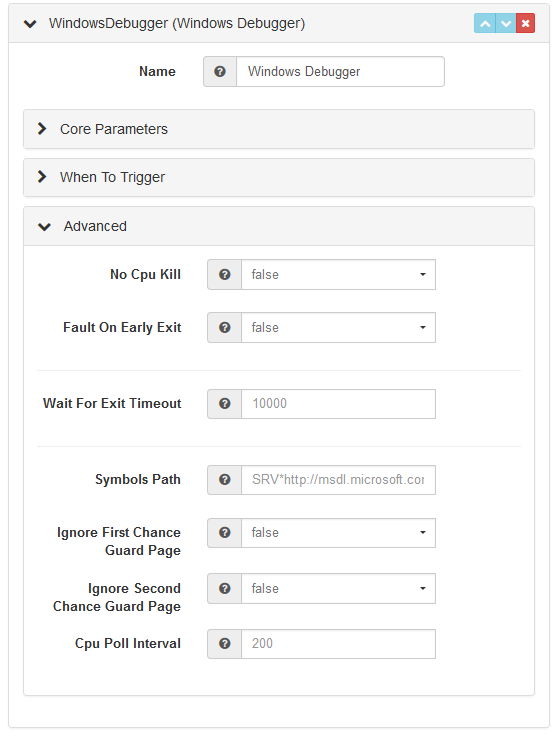 WindowsDebugger (Windows Debugger)
Name
Windows Debugger
Core Parameters
When To Trigger
Advanced
No Cpu Kill
false
Fault On Early Exit
false
Wait For Exit Timeout
10000
Symbols Path
SRV*http://msdl.microsoft.cor
Ignore First Chance
Guard Page
false
Ignore Second
Chance Guard Page
false
Cpu Poll Interval
200